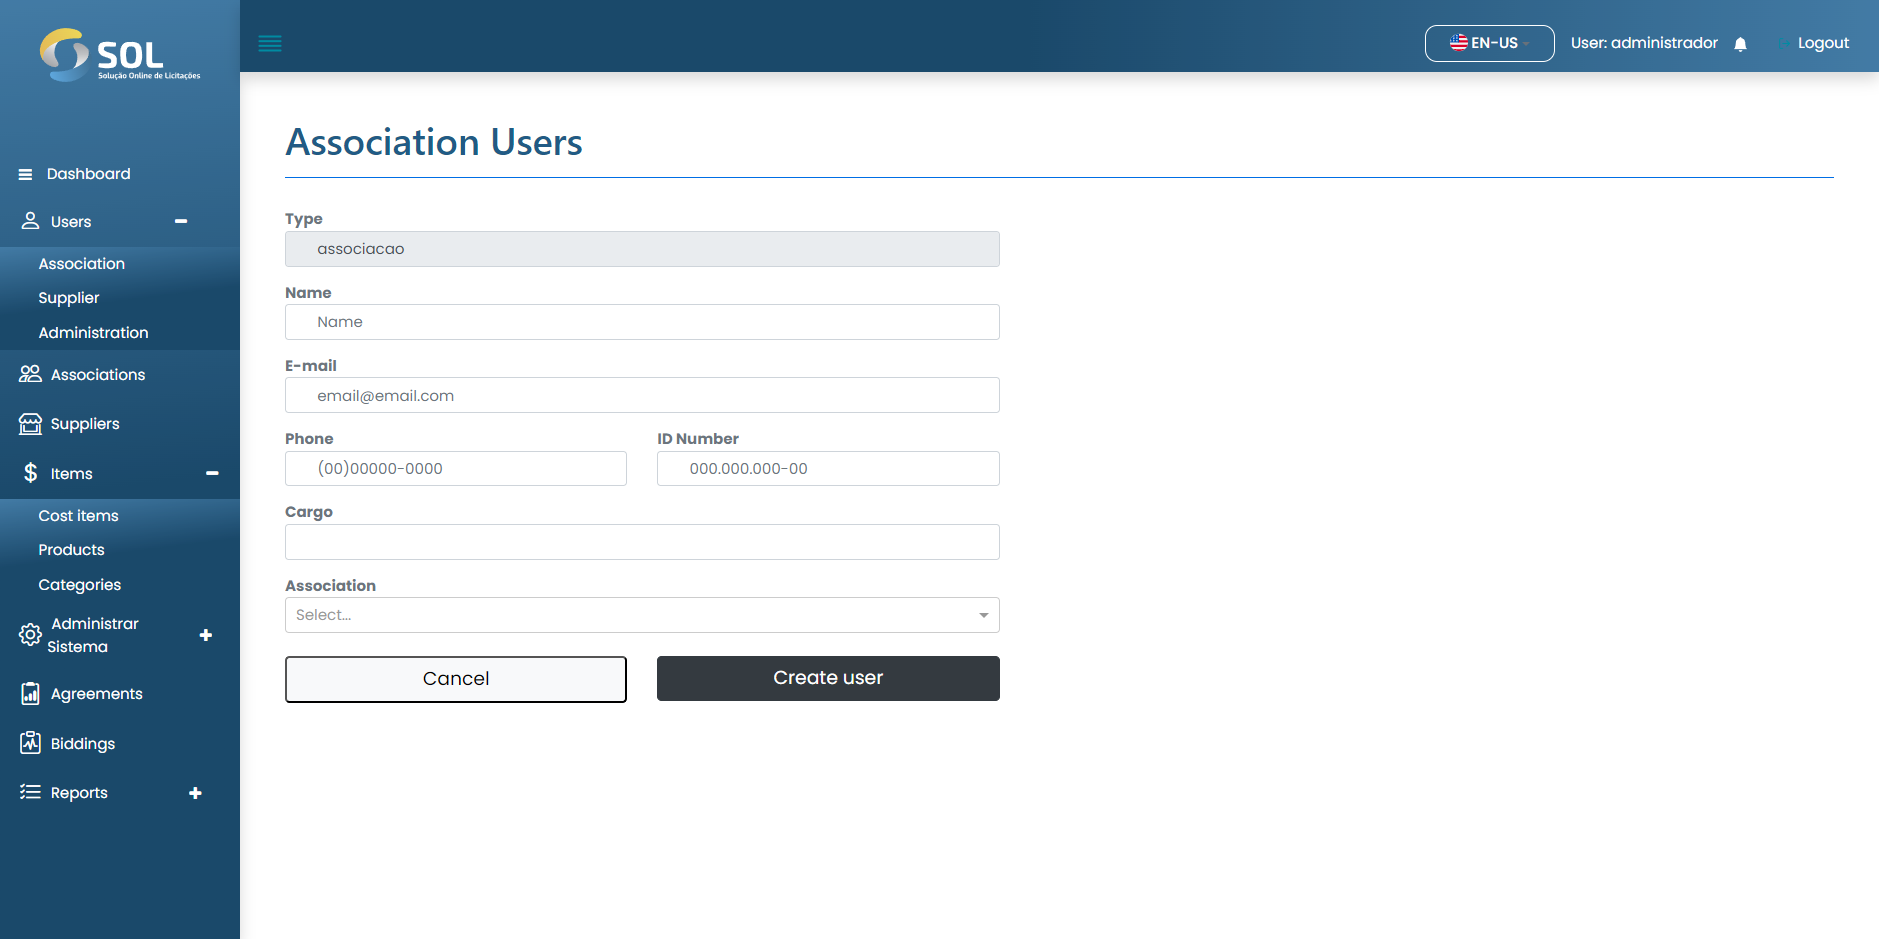 SOL
Solução Online de Licitações
EN-US
User: administrador
Logout
Dashboard
Users
Association
Supplier
Administration
Associations
Suppliers
Items
Cost items
Products
Categories
Administrar
Sistema
Agreements
Biddings
Reports
Association Users
Type
associacao
Name
Name
E-mail
email@email.com
Phone
ID Number
(00)00000-0000
000.000.000-00
Cargo
Association
Select...
Cancel
Create user